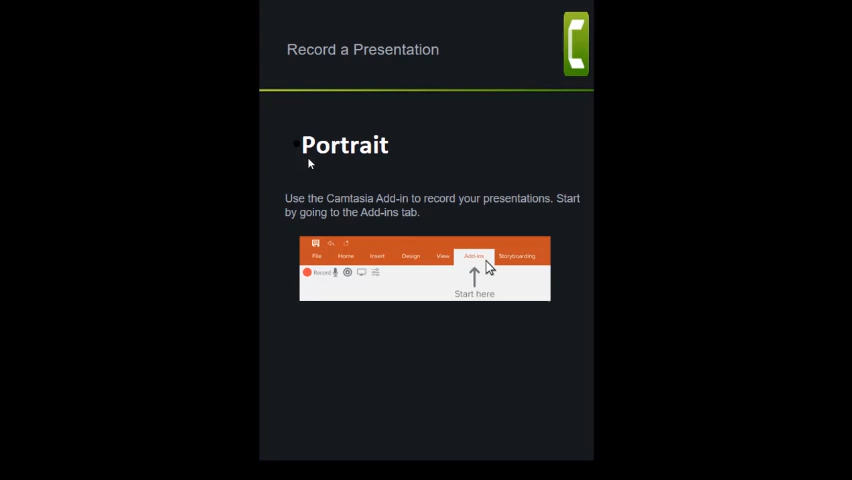 Record a Presentation
Portrait
Use the Camtasia Add-in to record your presentations. Start
by going to the Add-ins tab.
File Home Insert Design View Add-ins Storyboarding
Record
Start here